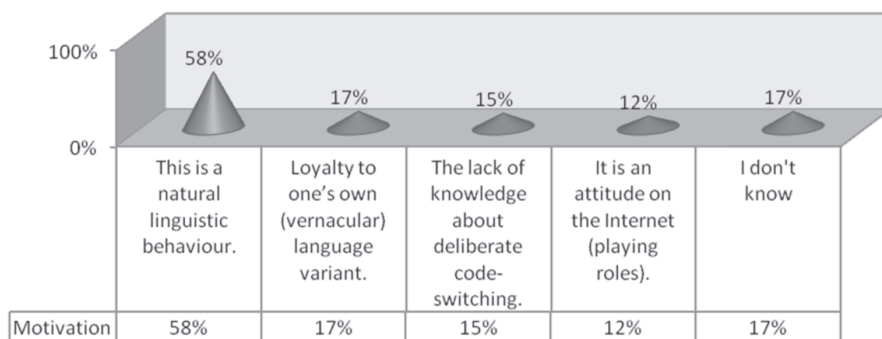 100%
0%
58%
17%
15%
12%
17%
This is a
natural
linguistic
behaviour.
Loyalty to
one's own
(vernacular)
language
variant.
The lack of
knowledge
about
deliberate
code-
switching.
It is an
attitude on
the Internet
(playing
roles).
I don't
know
Motivation 58% 17% 15% 12% 17%